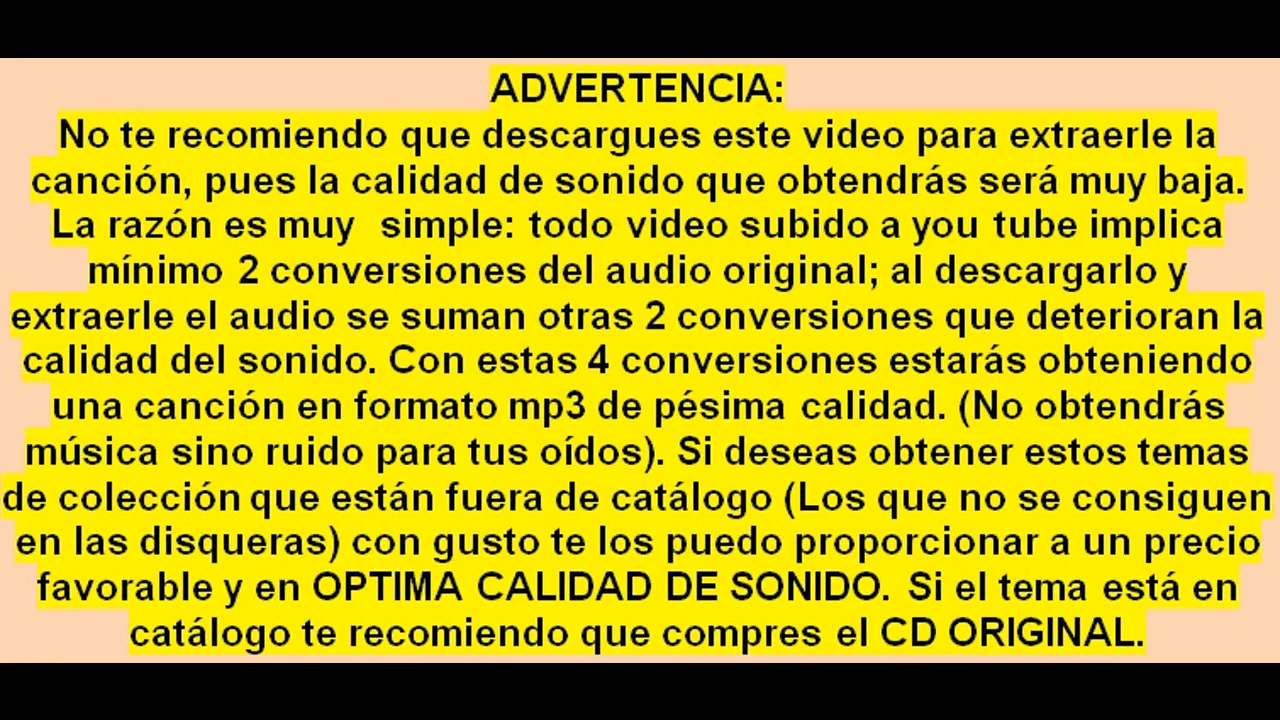 ADVERTENCIA:
No te recomiendo que descargues este video para extraerle la
canción, pues la calidad de sonido que obtendrás será muy baja.
La razón es muy  simple: todo video subido a you tube implica
mínimo 2 conversiones del audio original; al descargarlo y
extraerle el audio se suman otras 2 conversiones que deterioran la
calidad del sonido. Con estas 4 conversiones estarás obteniendo
una canción en formato mp3 de pésima calidad. (No obtendrás
música sino ruido para tus oídos). Si deseas obtener estos temas
de colección que están fuera de catálogo (Los que no se consiguen
en las disqueras) con gusto te los puedo proporcionar a un precio
favorable y en OPTIMA CALIDAD DE SONIDO.  Si el tema está en
catálogo te recomiendo que compres el CD ORIGINAL.